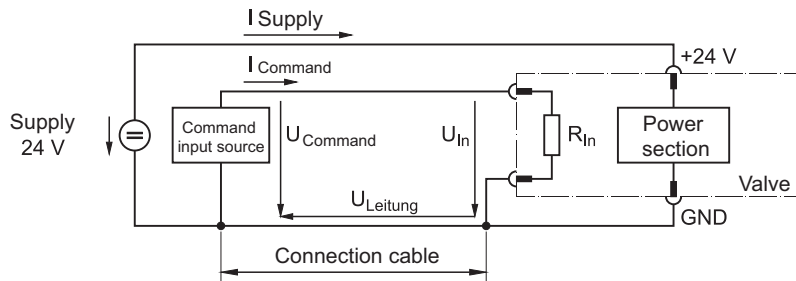 I Supply
+24 V
I Command
Supply
24 V
Command
input source
U Command
U In
R In
Power
section
Valve
U Leitung
GND
Connection cable